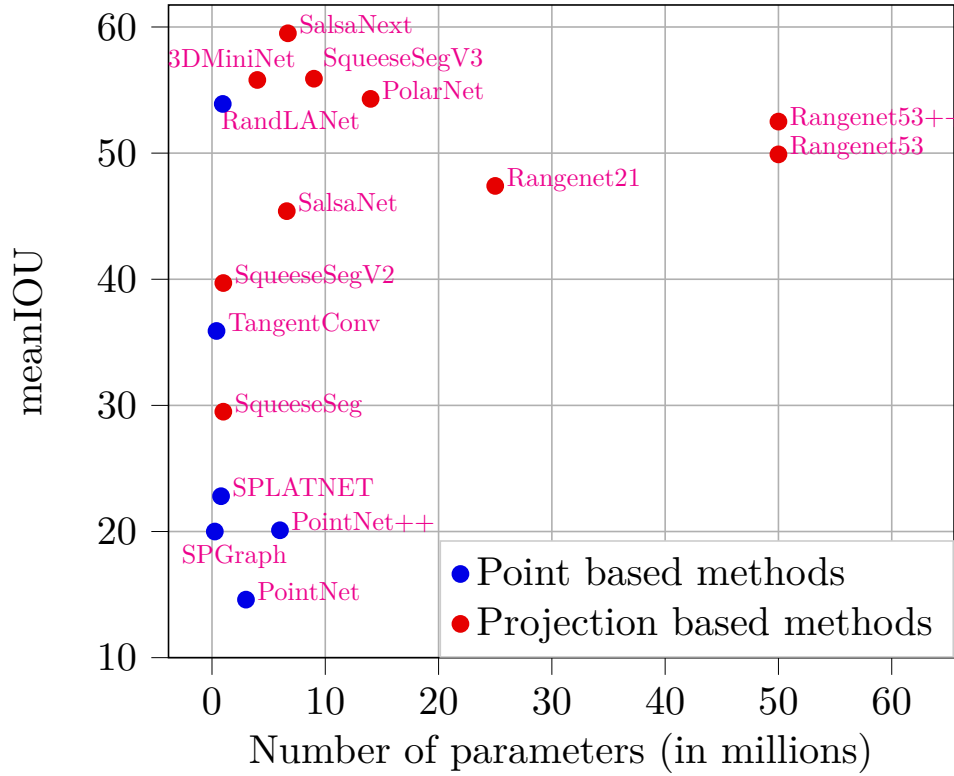 60
50
40
30
20
10
meanIOU
SalsaNext
3DMiniNet
SqueeseSegV3
PolarNet
RandLANet
Rangenet53+-
Rangenet53
Rangenet21
SalsaNet
SqueeseSegV2
TangentConv
SqueeseSeg
SPLATNET
PointNet++
SPGraph
PointNet
Point based methods
Projection based methods
0 10 20 30 40 50 60
Number of parameters (in millions)